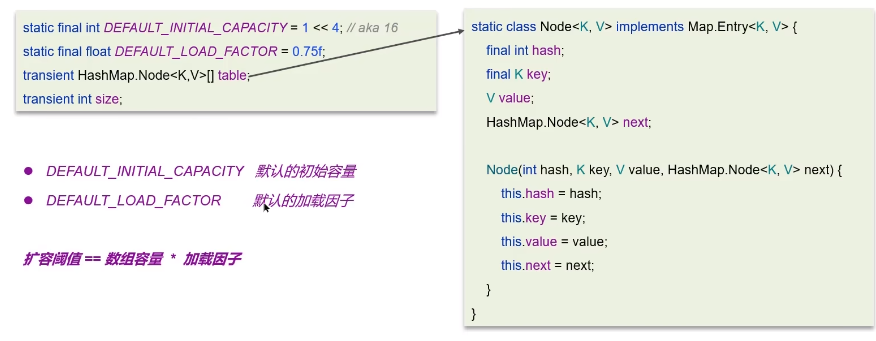 static final int DEFAULT_INITIAL_CAPACITY = 1 << 4; // aka 16
static final float DEFAULT_LOAD_FACTOR = 0.75f;
transient HashMap.Node<K,V>[] table;
transient int size;
DEFAULT_INITIAL_CAPACITY 默认的初始容量
DEFAULT_LOAD_FACTOR 默认的加载因子
扩容阈值 == 数组容量 * 加载因子
static class Node<K, V> implements Map.Entry<K, V> {
final int hash;
final K key;
V value;
HashMap.Node<K, V> next;
Node(int hash, K key, V value, HashMap.Node<K, V> next) {
this.hash = hash;
this.key = key;
this.value = value;
this.next = next;
}
}